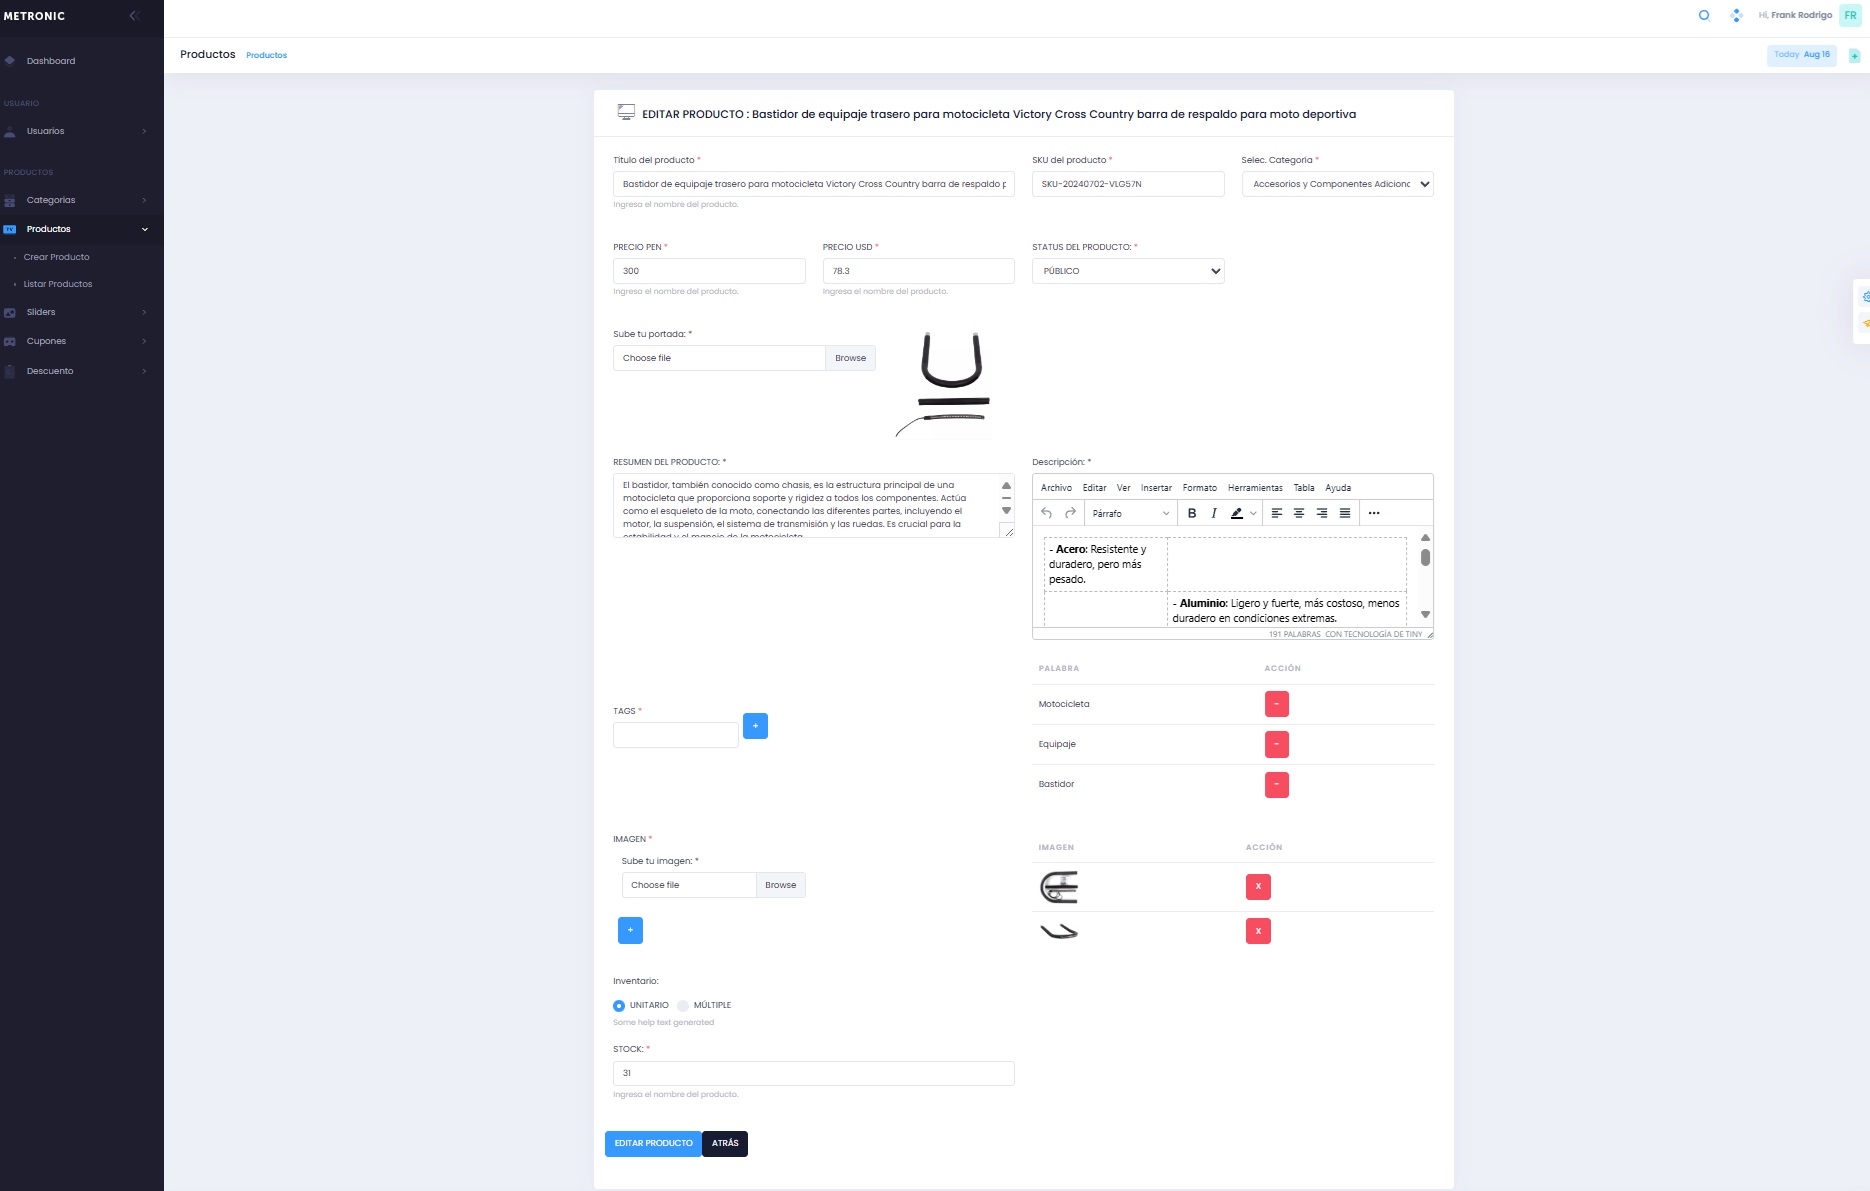 METRONIC
Hi, Frank Rodrigo FR
Dashboard
USUARIO
Usuarios
PRODUCTOS
Categorias
Productos
Crear Producto
Listar Productos
Sliders
Cupones
Descuento
Productos Productos
Today Aug 16
EDITAR PRODUCTO : Bastidor de equipaje trasero para motocicleta Victory Cross Country barra de respaldo para moto deportiva
Título del producto *
Bastidor de equipaje trasero para motocicleta Victory Cross Country barra de respaldo p
Ingresa el nombre del producto.
SKU del producto *
SKU-20240702-VLG57N
Selec. Categoría *
Accesorios y Componentes Adicionc
PRECIO PEN *
300
Ingresa el nombre del producto.
PRECIO USD *
78.3
Ingresa el nombre del producto.
STATUS DEL PRODUCTO: *
PÚBLICO
Sube tu portada: *
Choose file Browse
RESUMEN DEL PRODUCTO: *
El bastidor, también conocido como chasis, es la estructura principal de una
motocicleta que proporciona soporte y rigidez a todos los componentes. Actúa
como el esqueleto de la moto, conectando las diferentes partes, incluyendo el
motor, la suspensión, el sistema de transmisión y las ruedas. Es crucial para la
estabilidad y el manejo de la motocicleta.
Descripción: *
Archivo Editar Ver Insertar Formato Herramientas Tabla Ayuda
Párrafo B I
- Acero: Resistente y
duradero, pero más
pesado.
- Aluminio: Ligero y fuerte, más costoso, menos
duradero en condiciones extremas.
191 PALABRAS CON TECNOLOGÍA DE TINY
TAGS *
+
PALABRA ACCIÓN
Motocicleta -
Equipaje -
Bastidor -
IMAGEN *
Sube tu imagen: *
Choose file Browse
+
IMAGEN ACCIÓN
X
X
Inventario:
UNITARIO MÚLTIPLE
Some help text generated
STOCK: *
31
Ingresa el nombre del producto.
EDITAR PRODUCTO ATRÁS